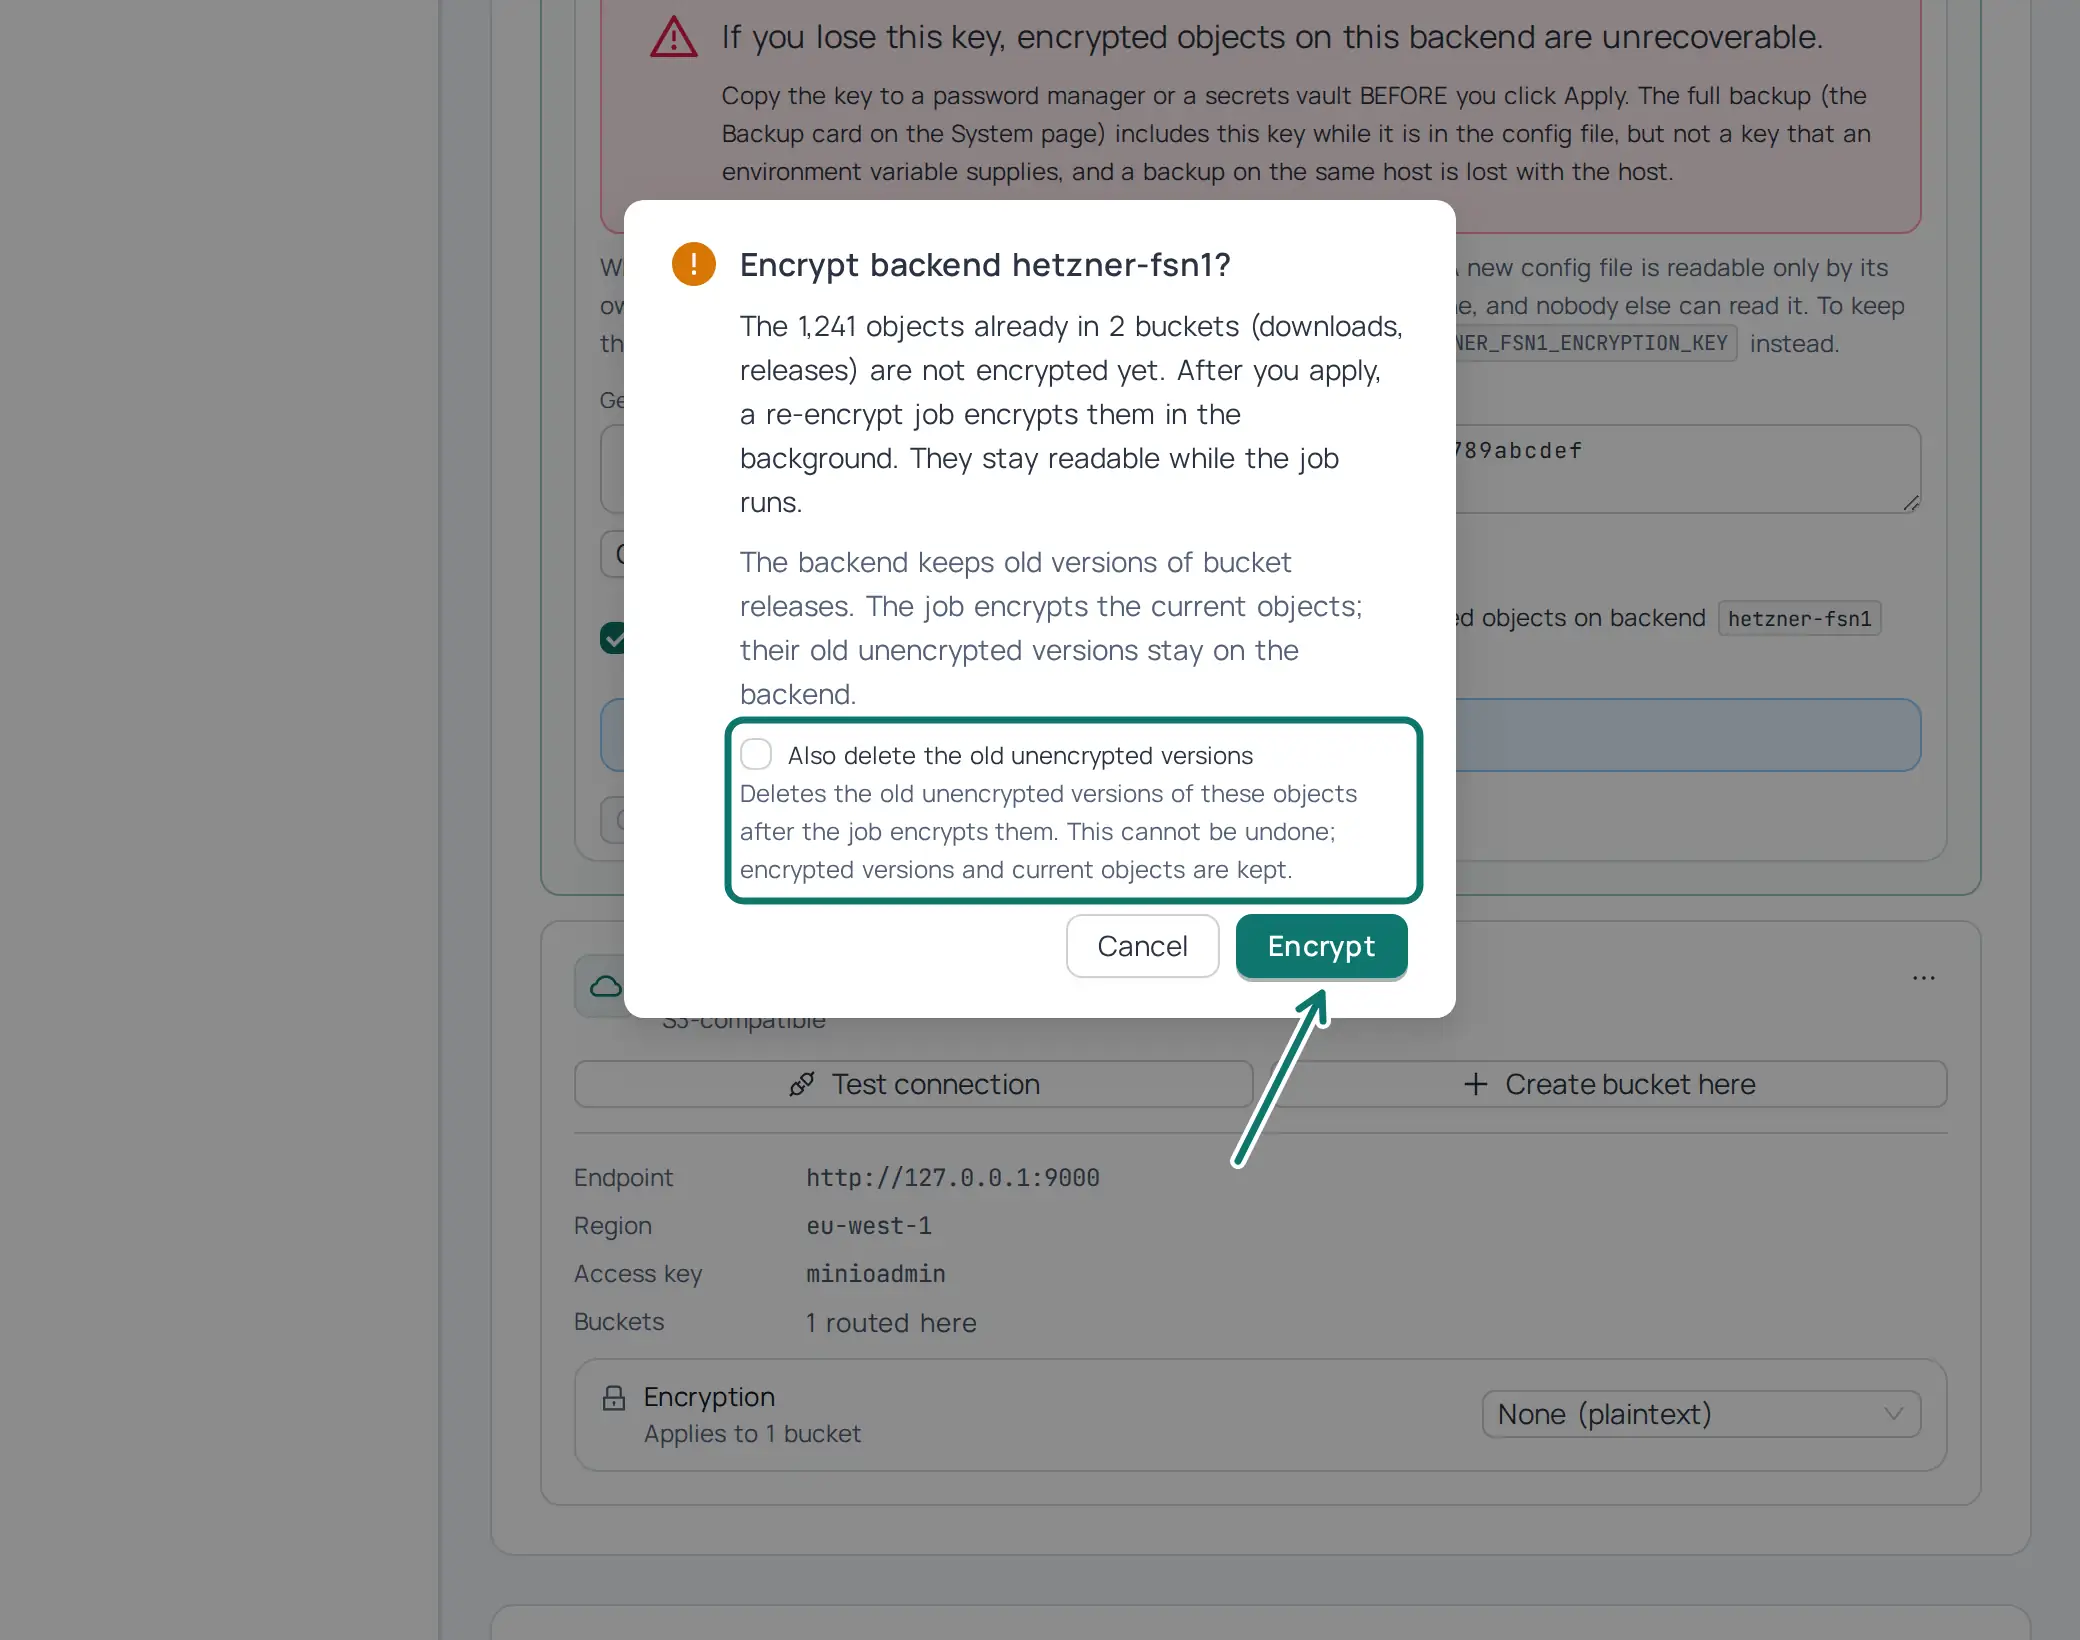 If you lose this key, encrypted objects on this backend are unrecoverable.
Copy the key to a password manager or a secrets vault BEFORE you click Apply. The full backup (the
Backup card on the System page) includes this key while it is in the config file, but not a key that an
environment variable supplies, and a backup on the same host is lost with the host.
new config file is readable only by its
and nobody else can read it. To keep
NER_FSN1_ENCRYPTION_KEY instead.
789abcdef
objects on backend hetzner-fsn1
Encrypt backend hetzner-fsn1?
The 1,241 objects already in 2 buckets (downloads,
releases) are not encrypted yet. After you apply,
a re-encrypt job encrypts them in the
background. They stay readable while the job
runs.
The backend keeps old versions of bucket
releases. The job encrypts the current objects;
their old unencrypted versions stay on the
backend.
Also delete the old unencrypted versions
Deletes the old unencrypted versions of these objects
after the job encrypts them. This cannot be undone;
encrypted versions and current objects are kept.
Cancel
Encrypt
S3-compatible
Test connection
Create bucket here
Endpoint http://127.0.0.1:9000
Region eu-west-1
Access key minioadmin
Buckets 1 routed here
Encryption
Applies to 1 bucket
None (plaintext)